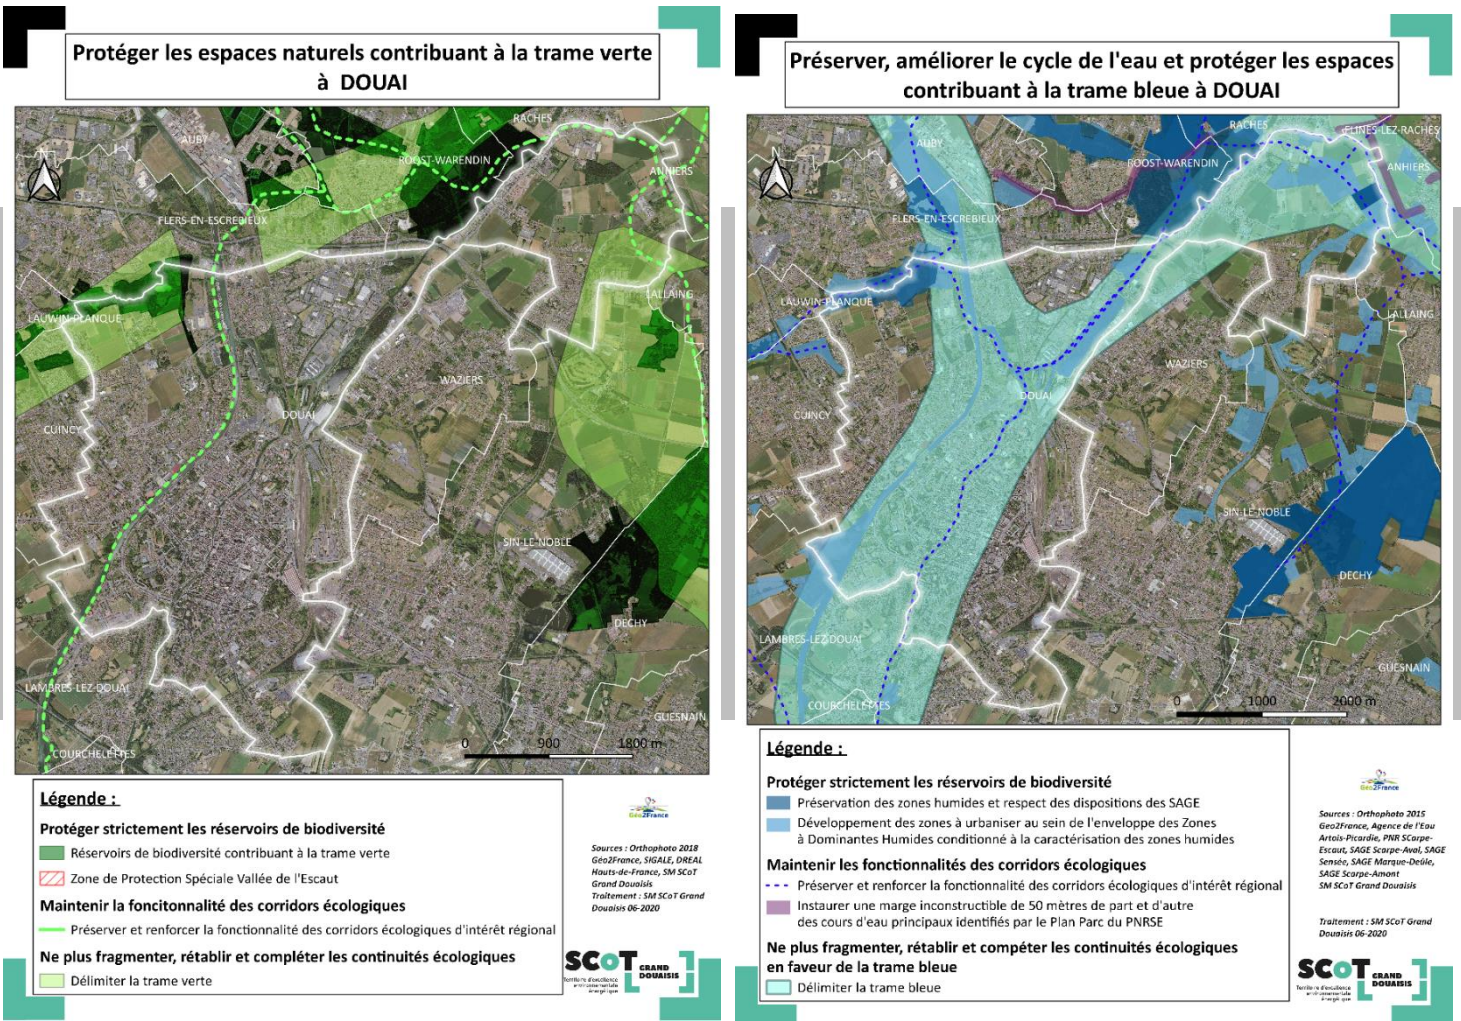 Protéger les espaces naturels contribuant à la trame verte
à DOUAI
RACHES
AUBY
ROOST-WARENDIN
ANHIERS
N
FLERS-EN-ESCREBIEUX
LALLAING
LAUWIN-PLANQUE
WAZIERS
DOUAI
CUINCY
SIN-LE-NOBLE
DECHY
LAMBRES-LEZ-DOUAI
GUESNAIN
COURCHELETTES
0 900 1800 m
Légende :
Protéger strictement les réservoirs de biodiversité
Réservoirs de biodiversité contribuant à la trame verte
Zone de Protection Spéciale Vallée de l'Escaut
Maintenir la foncitonnalité des corridors écologiques
Préserver et renforcer la fonctionnalité des corridors écologiques d'intérêt régional
Ne plus fragmenter, rétablir et compléter les continuités écologiques
Délimiter la trame verte
Géo2France
Sources : Orthophoto 2018
Géo2France, SIGALE, DREAL
Hauts-de-France, SM SCoT
Grand Douaisis
Traitement : SM SCoT Grand
Douaisis 06-2020
SCOT GRAND
DOUAISIS
Territoire d'excellence
environnementale
énergétique
Préserver, améliorer le cycle de l'eau et protéger les espaces
contribuant à la trame bleue à DOUAI
RACHES
FLINES-LEZ-RACHES
AUBY
ROOST-WARENDIN
ANHIERS
N
FLERS-EN-ESCREBIEUX
LAUWIN-PLANQUE
LALLAING
WAZIERS
DOUAI
CUINCY
SIN-LE-NOBLE
DECHY
LAMBRES-LEZ-DOUAI
GUESNAIN
COURCHELETTES
0 1000 2000 m
Légende :
Protéger strictement les réservoirs de biodiversité
Préservation des zones humides et respect des dispositions des SAGE
Développement des zones à urbaniser au sein de l'enveloppe des Zones
à Dominantes Humides conditionné à la caractérisation des zones humides
Maintenir les fonctionnalités des corridors écologiques
Préserver et renforcer la fonctionnalité des corridors écologiques d'intérêt régional
Instaurer une marge inconstructible de 50 mètres de part et d'autre
des cours d'eau principaux identifiés par le Plan Parc du PNRSE
Ne plus fragmenter, rétablir et compéter les continuités écologiques
en faveur de la trame bleue
Délimiter la trame bleue
Géo2France
Sources : Orthophoto 2015
Geo2France, Agence de l'Eau
Artois-Picardie, PNR SCarpe-
Escaut, SAGE Scarpe-Aval, SAGE
Sensée, SAGE Marque-Deûle,
SAGE Scarpe-Amont
SM SCoT Grand Douaisis
Traitement : SM SCoT Grand
Douaisis 06-2020
SCOT GRAND
DOUAISIS
Territoire d'excellence
environnementale
énergétique